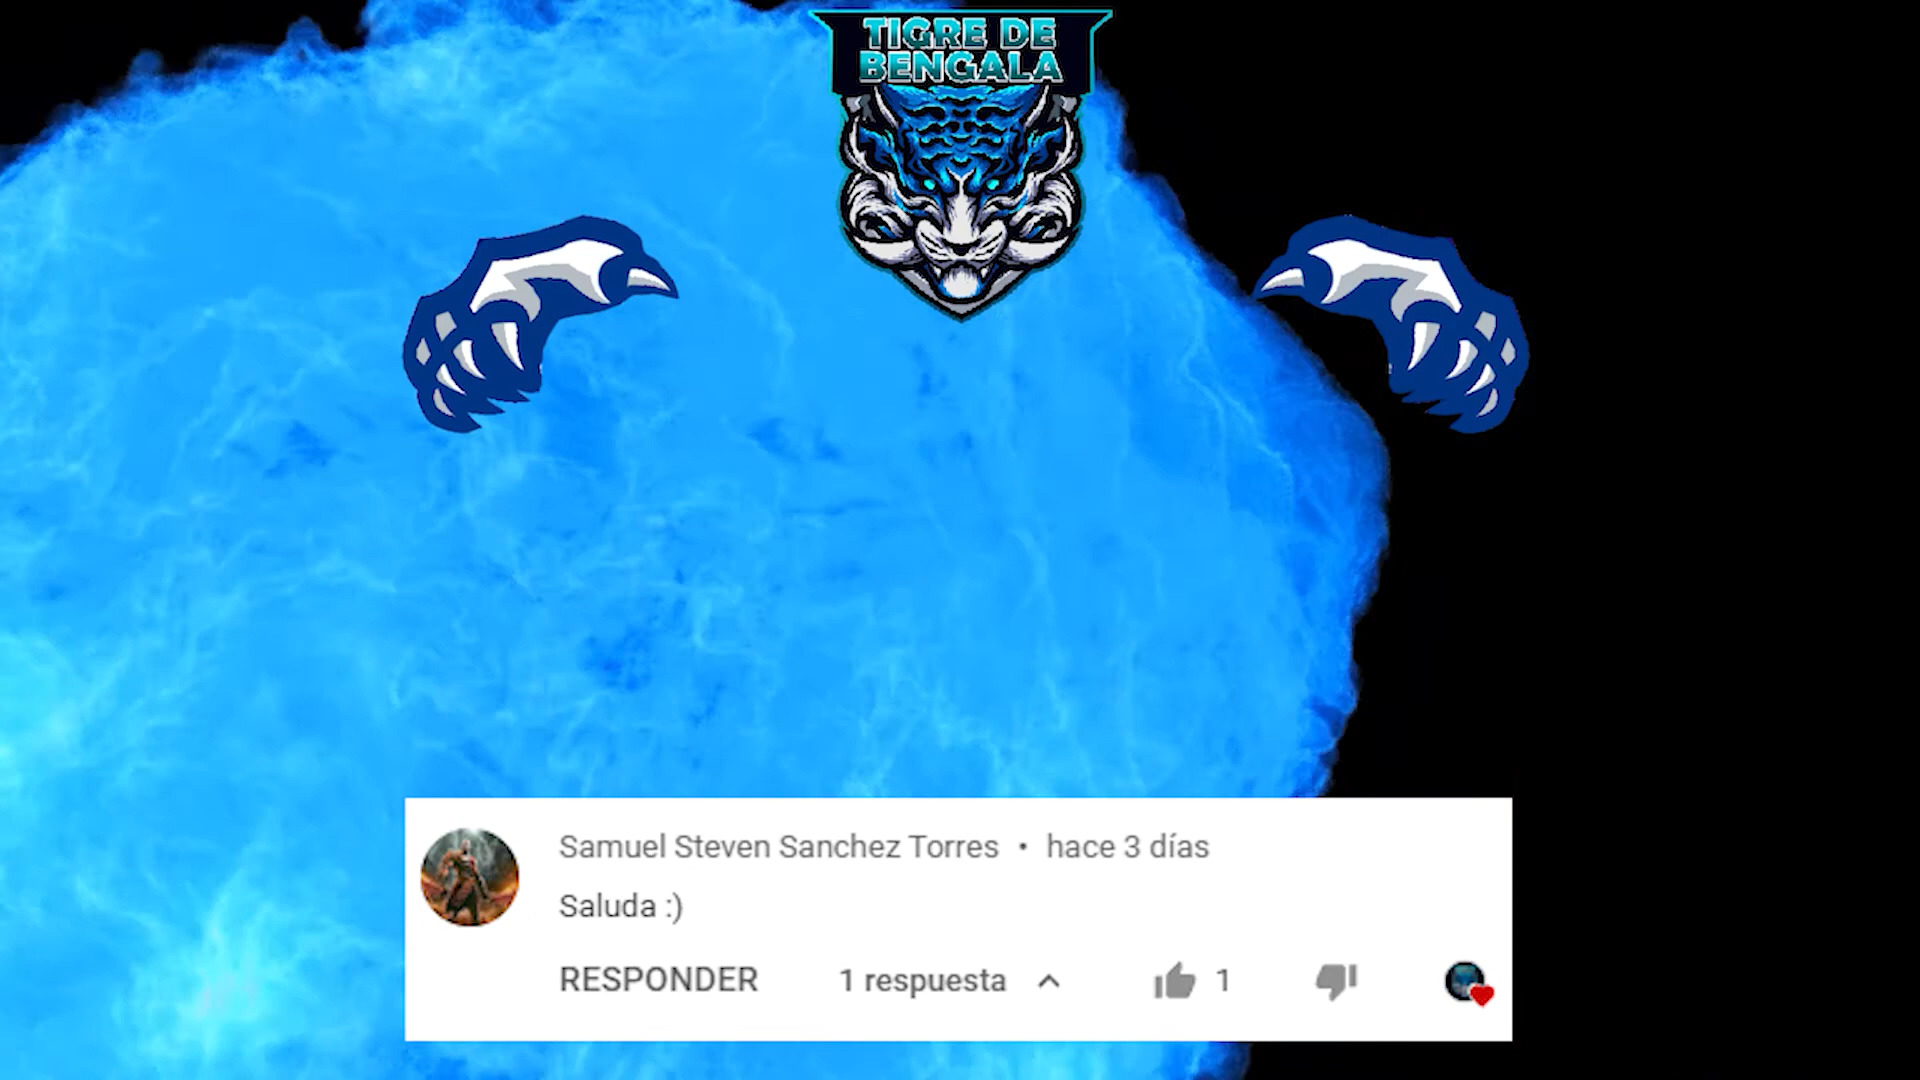 TIGRE DE
BENGALA
Samuel Steven Sanchez Torres • hace 3 días
Saluda :)
RESPONDER 1 respuesta 1